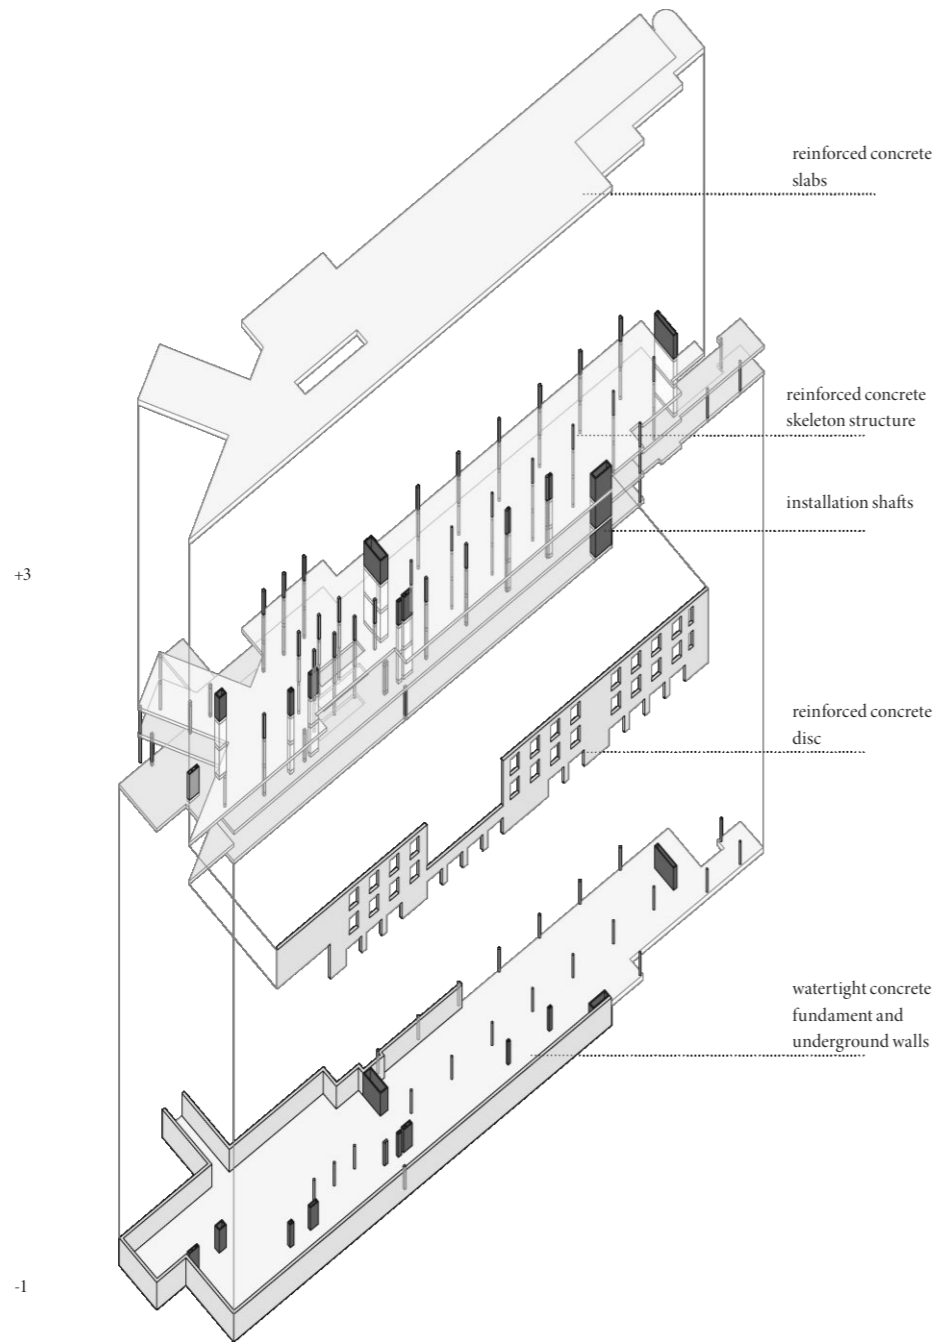 reinforced concrete
slabs
reinforced concrete
skeleton structure
installation shafts
+3
reinforced concrete
disc
watertight concrete
fundament and
underground walls
-1